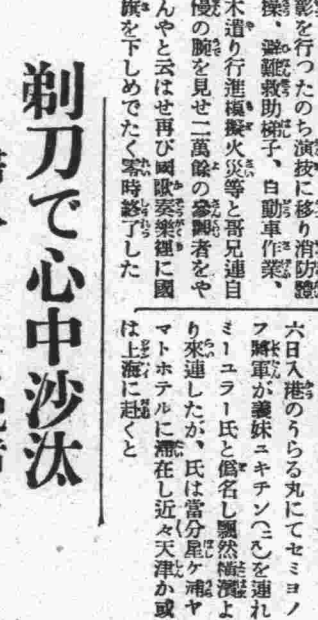 彰を行つたのち演技に移り消防體
操、避難救助梯子、自動車作業、
木遣り行進模擬火災等と哥兄連自
慢の腕を見せ二萬餘の參觀者をや
んやと云はせ再び國歌奏樂裡に國
旗を下しめでたく零時終了した
六日入港のうらる丸にてセミヨノ
フ將軍が義妹ユキチン(二八)を連れ
ミーユラー氏と僞名し飄然橫濱よ
り來連したが、氏は當分星ケ浦ヤ
マトホテルに滯在し近々天津か或
は上海に赴くと
剃刀で心中沙汰